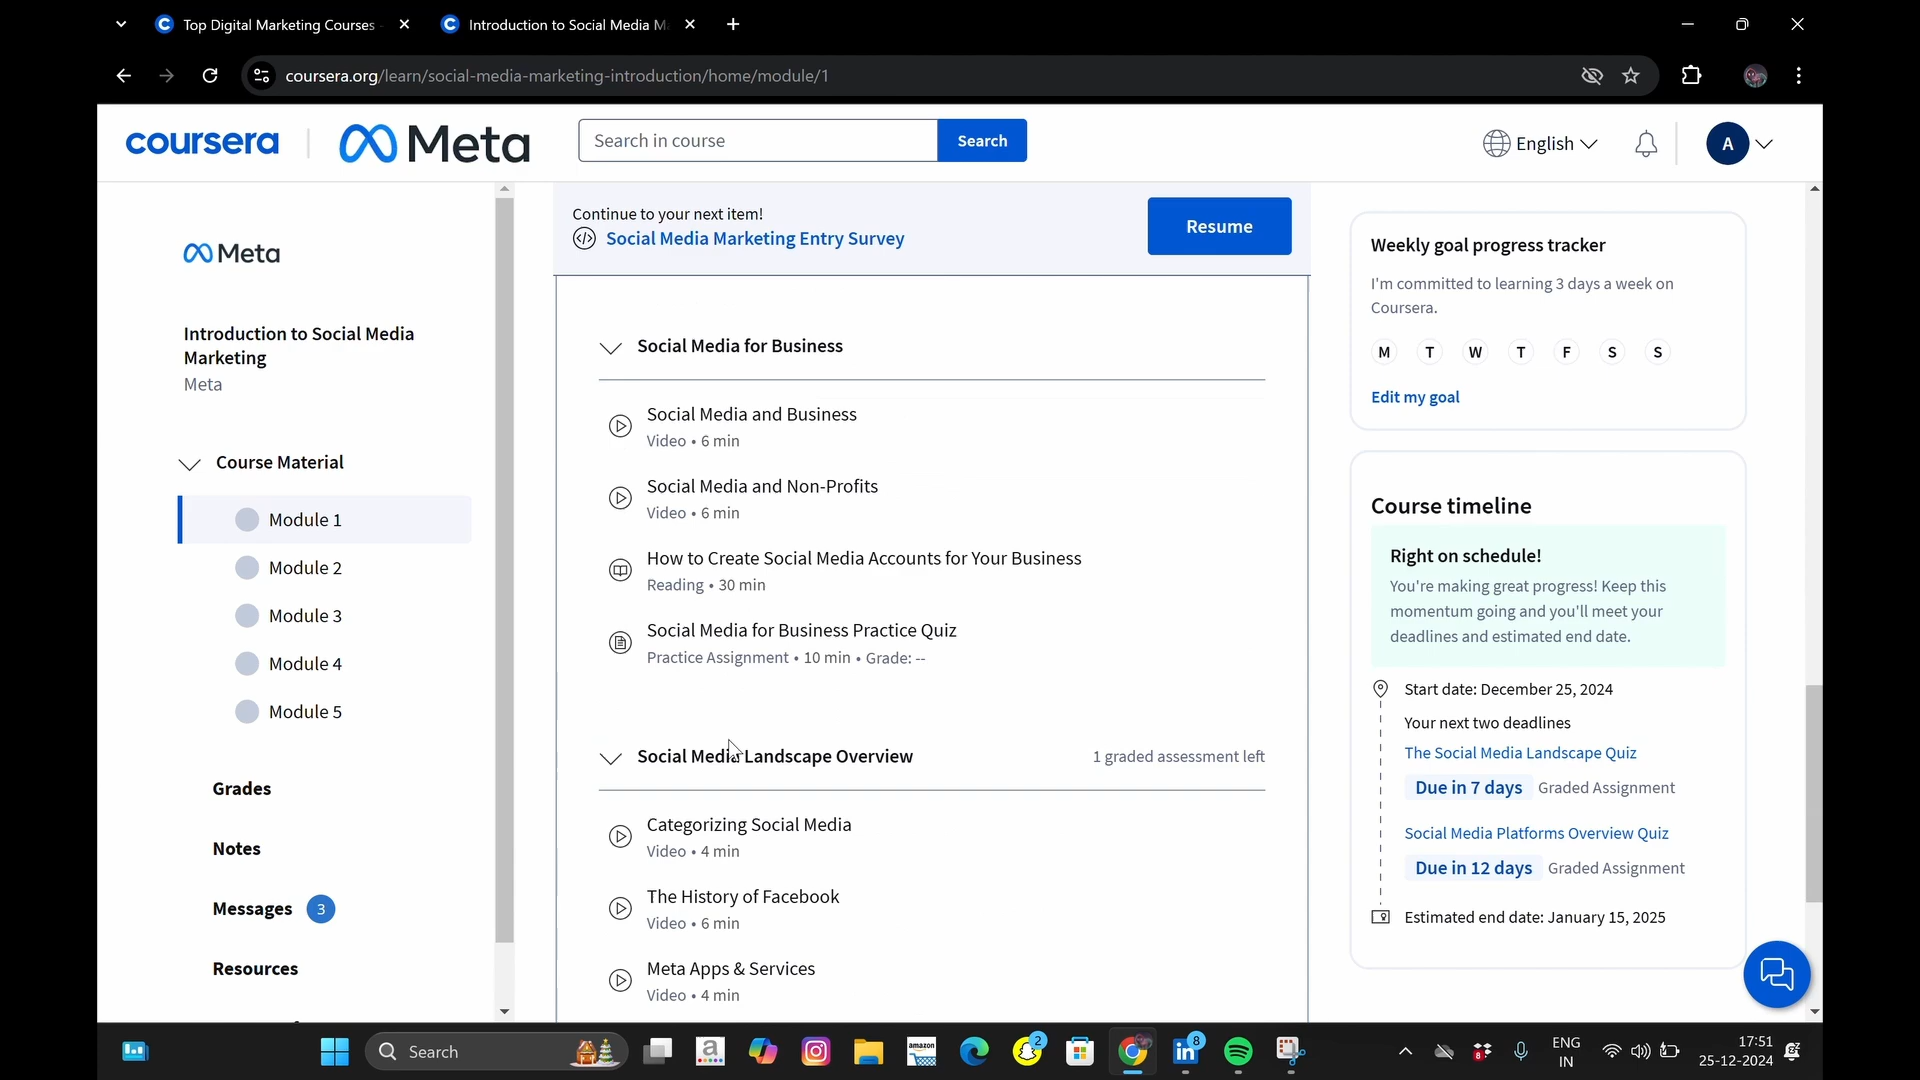 Top Digital Marketing Courses
Introduction to Social Media M
coursera.org/learn/social-media-marketing-introduction/home/module/1
coursera
Meta
Search in course
Search
English
A
Meta
Introduction to Social Media
Marketing
Meta
Course Material
Module 1
Module 2
Module 3
Module 4
Module 5
Grades
Notes
Messages 3
Resources
Continue to your next item!
Social Media Marketing Entry Survey
Resume
Social Media for Business
Social Media and Business
Video • 6 min
Social Media and Non-Profits
Video • 6 min
How to Create Social Media Accounts for Your Business
Reading • 30 min
Social Media for Business Practice Quiz
Practice Assignment • 10 min • Grade: --
Social Media Landscape Overview
1 graded assessment left
Categorizing Social Media
Video • 4 min
The History of Facebook
Video • 6 min
Meta Apps & Services
Video • 4 min
Weekly goal progress tracker
I'm committed to learning 3 days a week on
Coursera.
M T W T F S S
Edit my goal
Course timeline
Right on schedule!
You're making great progress! Keep this
momentum going and you'll meet your
deadlines and estimated end date.
Start date: December 25, 2024
Your next two deadlines
The Social Media Landscape Quiz
Due in 7 days Graded Assignment
Social Media Platforms Overview Quiz
Due in 12 days Graded Assignment
Estimated end date: January 15, 2025
Search
a
amazon
2
in 8
8
ENG
IN
17:51
25-12-2024